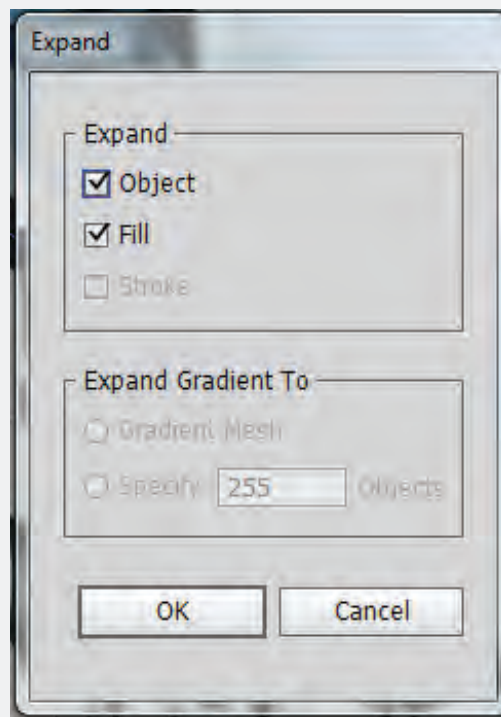 Expand
Expand
Object
Fill
Stroke
Expand Gradient To
Gradient Mesh
Specify 255 Objects
OK Cancel